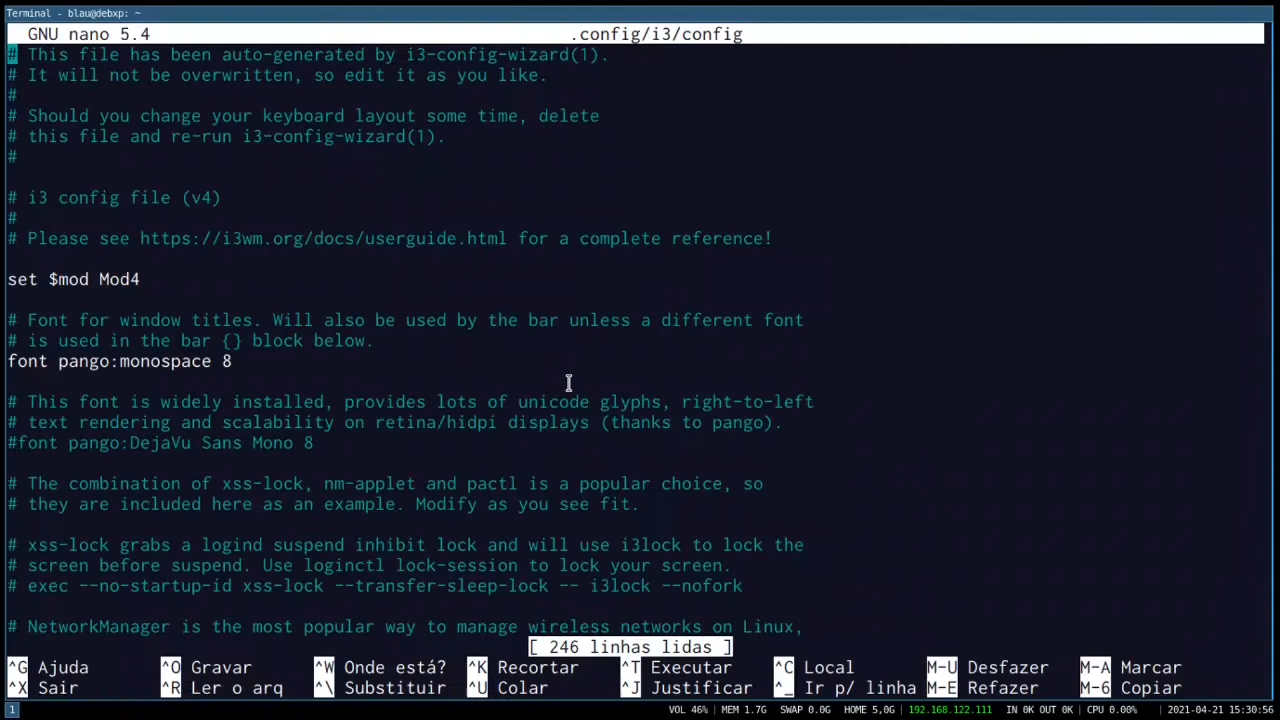 Terminal - blau@debxp: ~
GNU nano 5.4 .config/i3/config
# This file has been auto-generated by i3-config-wizard(1).
# It will not be overwritten, so edit it as you like.
#
# Should you change your keyboard layout some time, delete
# this file and re-run i3-config-wizard(1).
#
# i3 config file (v4)
#
# Please see https://i3wm.org/docs/userguide.html for a complete reference!
set $mod Mod4
# Font for window titles. Will also be used by the bar unless a different font
# is used in the bar {} block below.
font pango:monospace 8
# This font is widely installed, provides lots of unicode glyphs, right-to-left
# text rendering and scalability on retina/hidpi displays (thanks to pango).
#font pango:DejaVu Sans Mono 8
# The combination of xss-lock, nm-applet and pactl is a popular choice, so
# they are included here as an example. Modify as you see fit.
# xss-lock grabs a logind suspend inhibit lock and will use i3lock to lock the
# screen before suspend. Use loginctl lock-session to lock your screen.
# exec --no-startup-id xss-lock --transfer-sleep-lock -- i3lock --nofork
# NetworkManager is the most popular way to manage wireless networks on Linux,
[ 246 linhas lidas ]
^G Ajuda ^O Gravar ^W Onde está? ^K Recortar ^T Executar ^C Local M-U Desfazer M-A Marcar
^X Sair ^R Ler o arq ^\ Substituir ^U Colar ^J Justificar ^_ Ir p/ linha M-E Refazer M-6 Copiar
1 VOL 46% | MEM 1.7G SWAP 0.0G HOME 5,0G | 192.168.122.111 IN 0K OUT 0K | CPU 0.00% | 2021-04-21 15:30:56